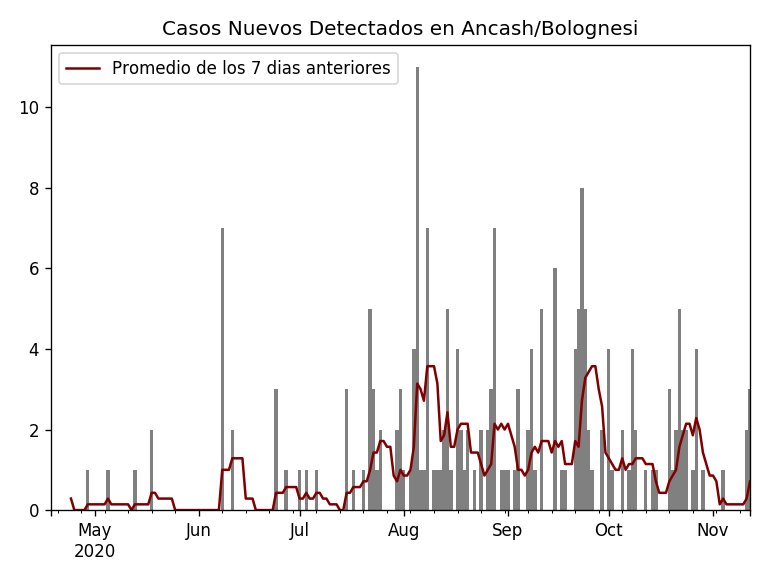 Casos Nuevos Detectados en Ancash/Bolognesi
Promedio de los 7 dias anteriores
10
8
6
4
2
0
May Jun Jul Aug Sep Oct Nov
2020